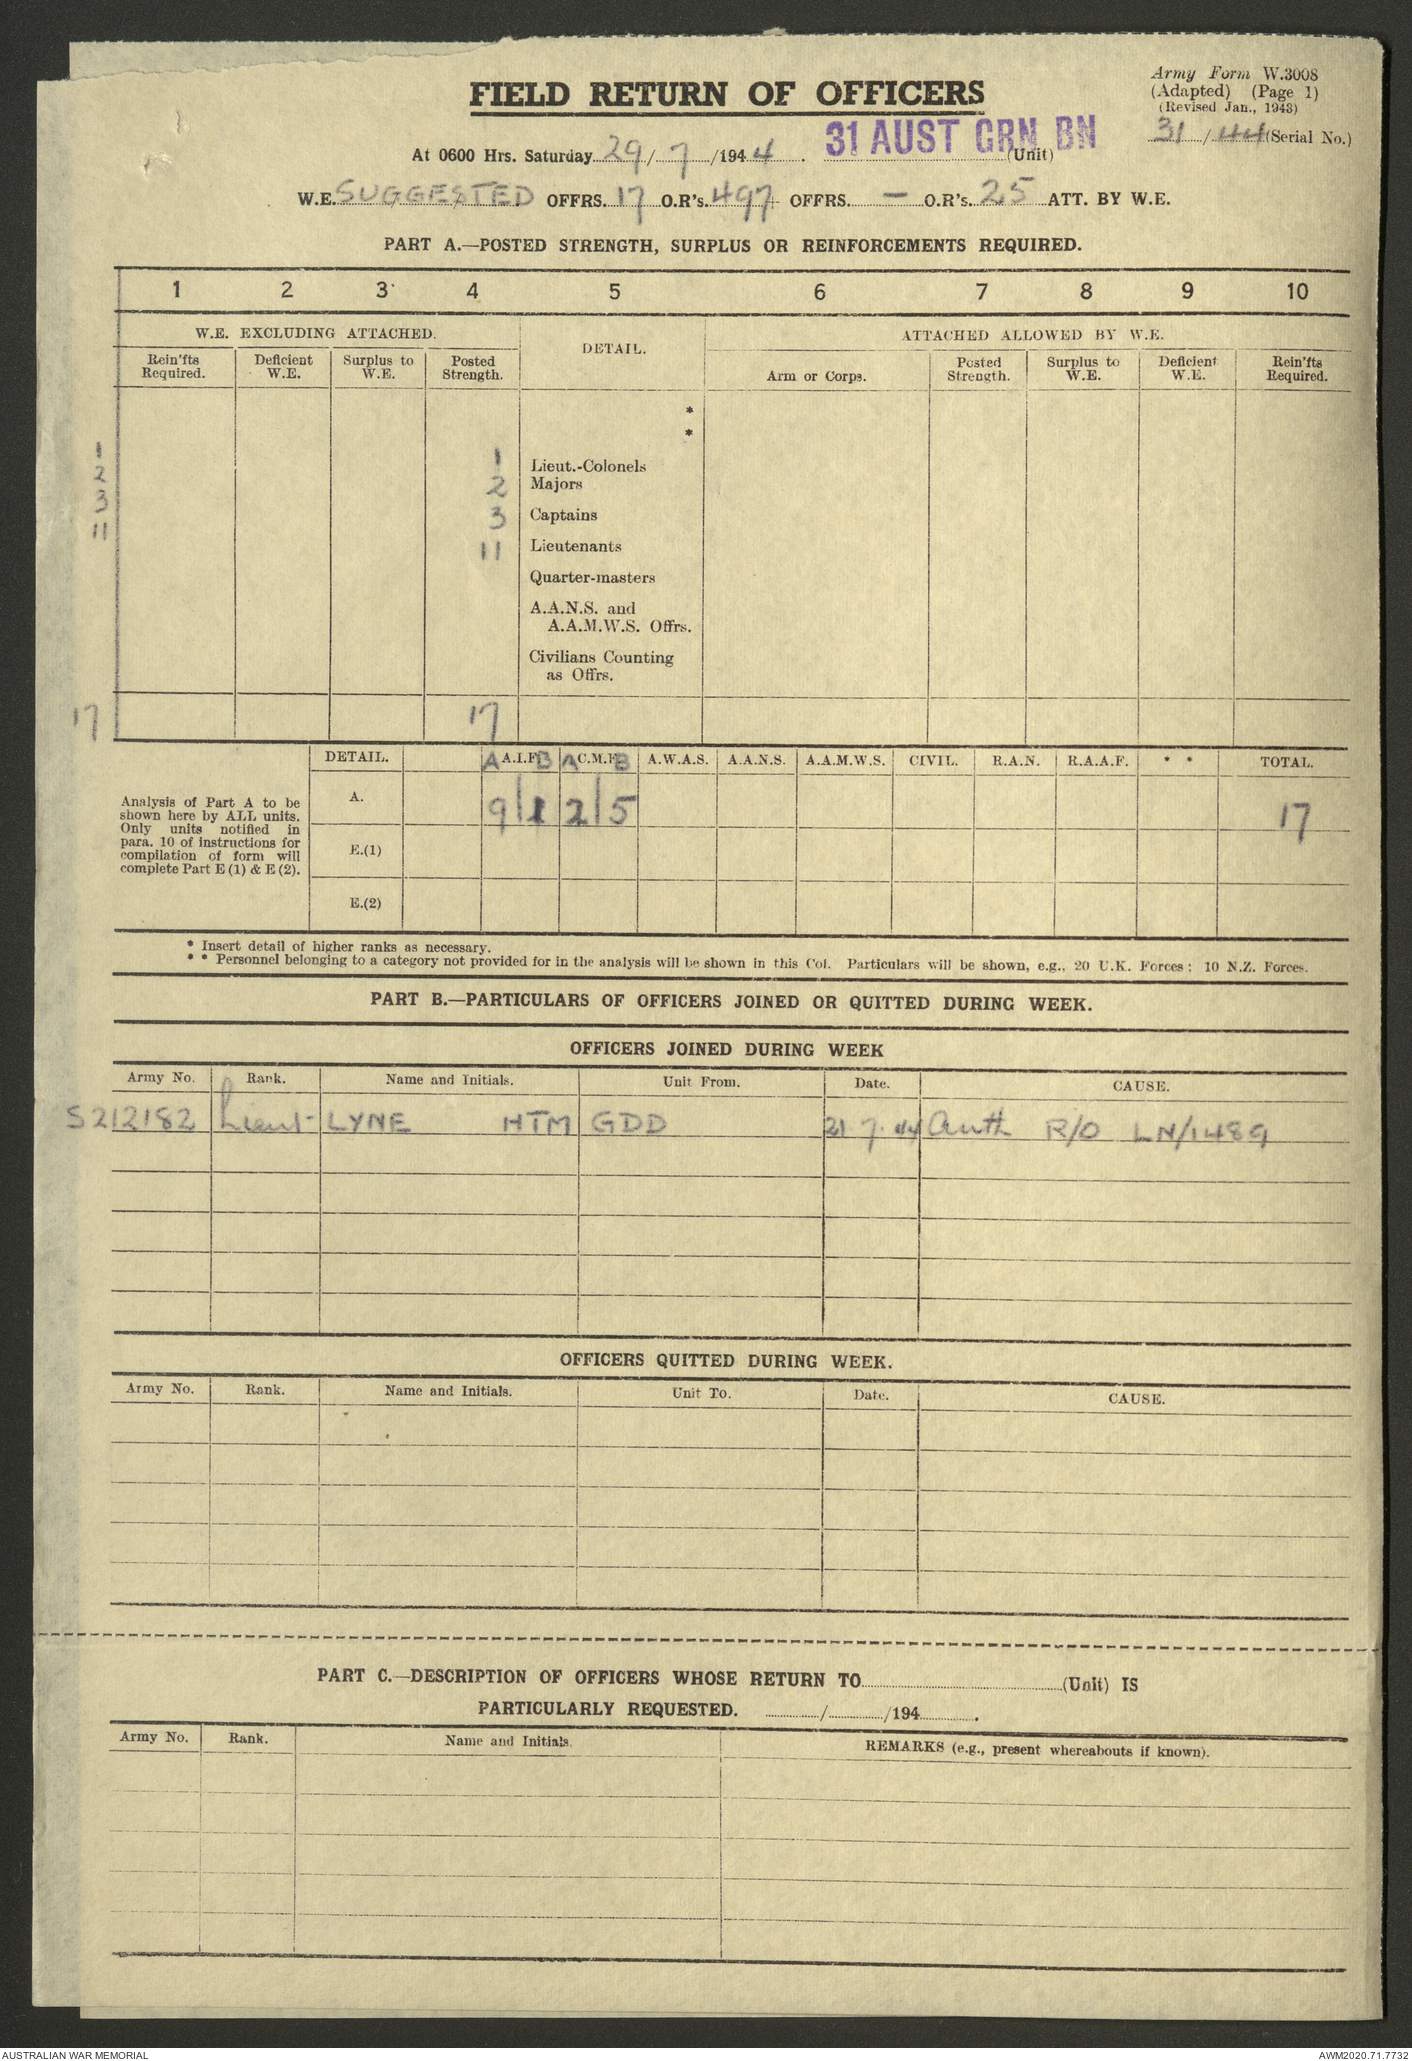 FIELD RETURN OF OFFICERS
Army Form W.3008
(Adapted) (Page 1)
(Revised Jan., 1943)
31/44 (Serial No.)
At 0600 Hrs. Saturday 29/7/1944. 31 AUST GRN BN (Unit)
W.E. SUGGESTED OFFRS. 17 O.R's. 497 OFFRS. — O.R's. 25 ATT. BY W.E.
PART A.—POSTED STRENGTH, SURPLUS OR REINFORCEMENTS REQUIRED.
1 2 3 4 5 6 7 8 9 10
W.E. EXCLUDING ATTACHED. DETAIL. ATTACHED ALLOWED BY W.E.
Rein'fts Required. Deficient W.E. Surplus to W.E. Posted Strength. Arm or Corps. Posted Strength. Surplus to W.E. Deficient W.E. Rein'fts Required.
*
*
1 1 Lieut.-Colonels
2 2 Majors
3 3 Captains
11 11 Lieutenants
Quarter-masters
A.A.N.S. and
A.A.M.W.S. Offrs.
Civilians Counting
as Offrs.
17 17
DETAIL. A A.I.F. B A C.M.F. B A.W.A.S. A.A.N.S. A.A.M.W.S. CIVIL. R.A.N. R.A.A.F. * * TOTAL.
Analysis of Part A to be
shown here by ALL units.
Only units notified in
para. 10 of instructions for
compilation of form will
complete Part E (1) & E (2).
A. 9/1 2/5 17
E.(1)
E.(2)
* Insert detail of higher ranks as necessary.
* * Personnel belonging to a category not provided for in the analysis will be shown in this Col. Particulars will be shown, e.g., 20 U.K. Forces; 10 N.Z. Forces.
PART B.—PARTICULARS OF OFFICERS JOINED OR QUITTED DURING WEEK.
OFFICERS JOINED DURING WEEK
Army No. Rank. Name and Initials. Unit From. Date. CAUSE.
S212182 Lieut- LYNE HTM GDD 21 7.44 Auth R/O LN/1489
OFFICERS QUITTED DURING WEEK.
Army No. Rank. Name and Initials. Unit To. Date. CAUSE.
PART C.—DESCRIPTION OF OFFICERS WHOSE RETURN TO (Unit) IS
PARTICULARLY REQUESTED. / /194 .
Army No. Rank. Name and Initials. REMARKS (e.g., present whereabouts if known).
AUSTRALIAN WAR MEMORIAL
AWM2020.71.7732